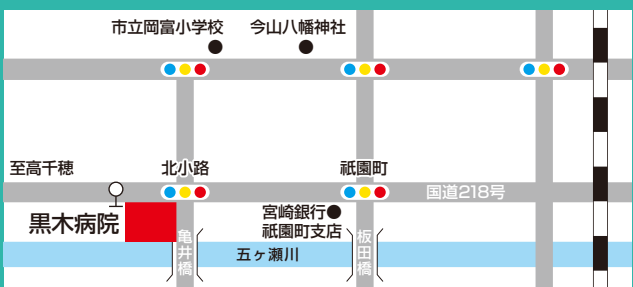 市立岡富小学校
今山八幡神社
至高千穂
北小路
祇園町
国道218号
黒木病院
宮崎銀行
祇園町支店
亀井橋
五ヶ瀬川
板田橋